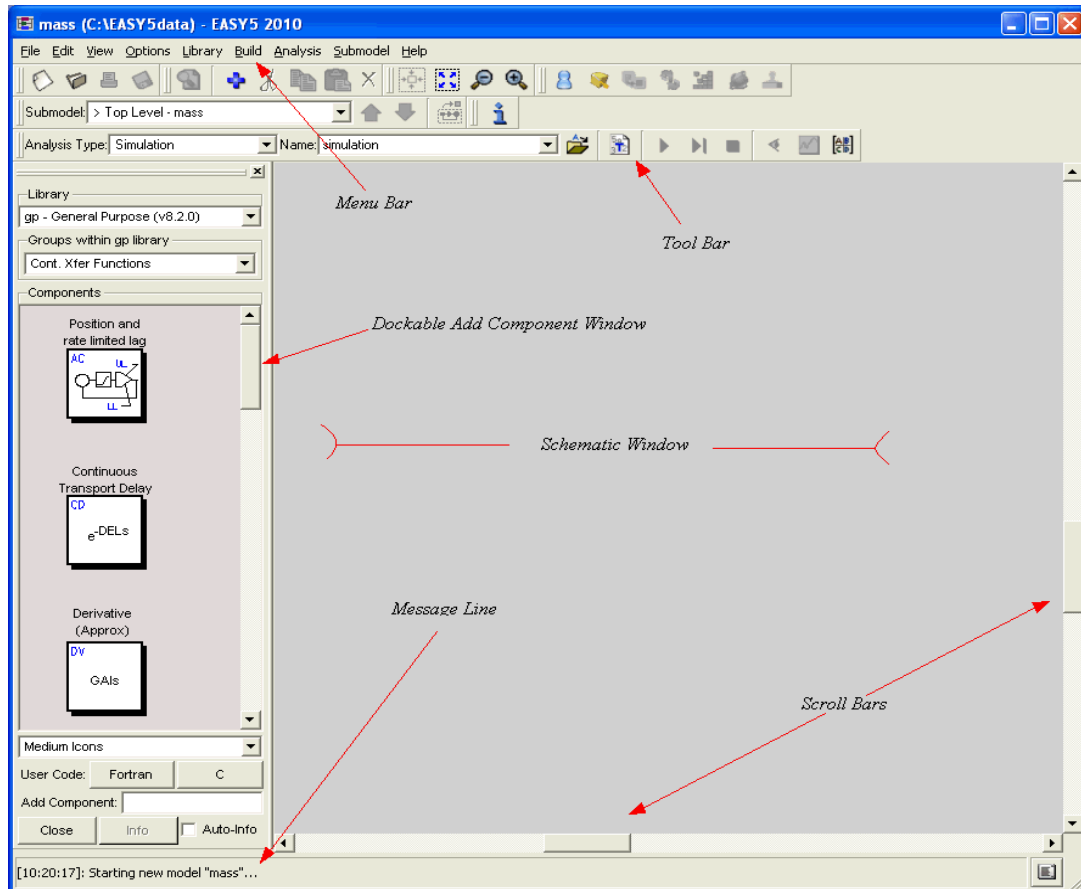 mass (C:\EASY5data) - EASY5 2010
File Edit View Options Library Build Analysis Submodel Help
Submodel: > Top Level - mass
Analysis Type: Simulation Name: simulation
Menu Bar
Tool Bar
Library
gp - General Purpose (v8.2.0)
Groups within gp library
Cont. Xfer Functions
Components
Position and
rate limited lag
AC
UL
LL
Dockable Add Component Window
Schematic Window
Continuous
Transport Delay
CD
e-DELs
Message Line
Derivative
(Approx)
DV
GAIs
Scroll Bars
Medium Icons
User Code: Fortran C
Add Component:
Close Info Auto-Info
[10:20:17]: Starting new model "mass"...